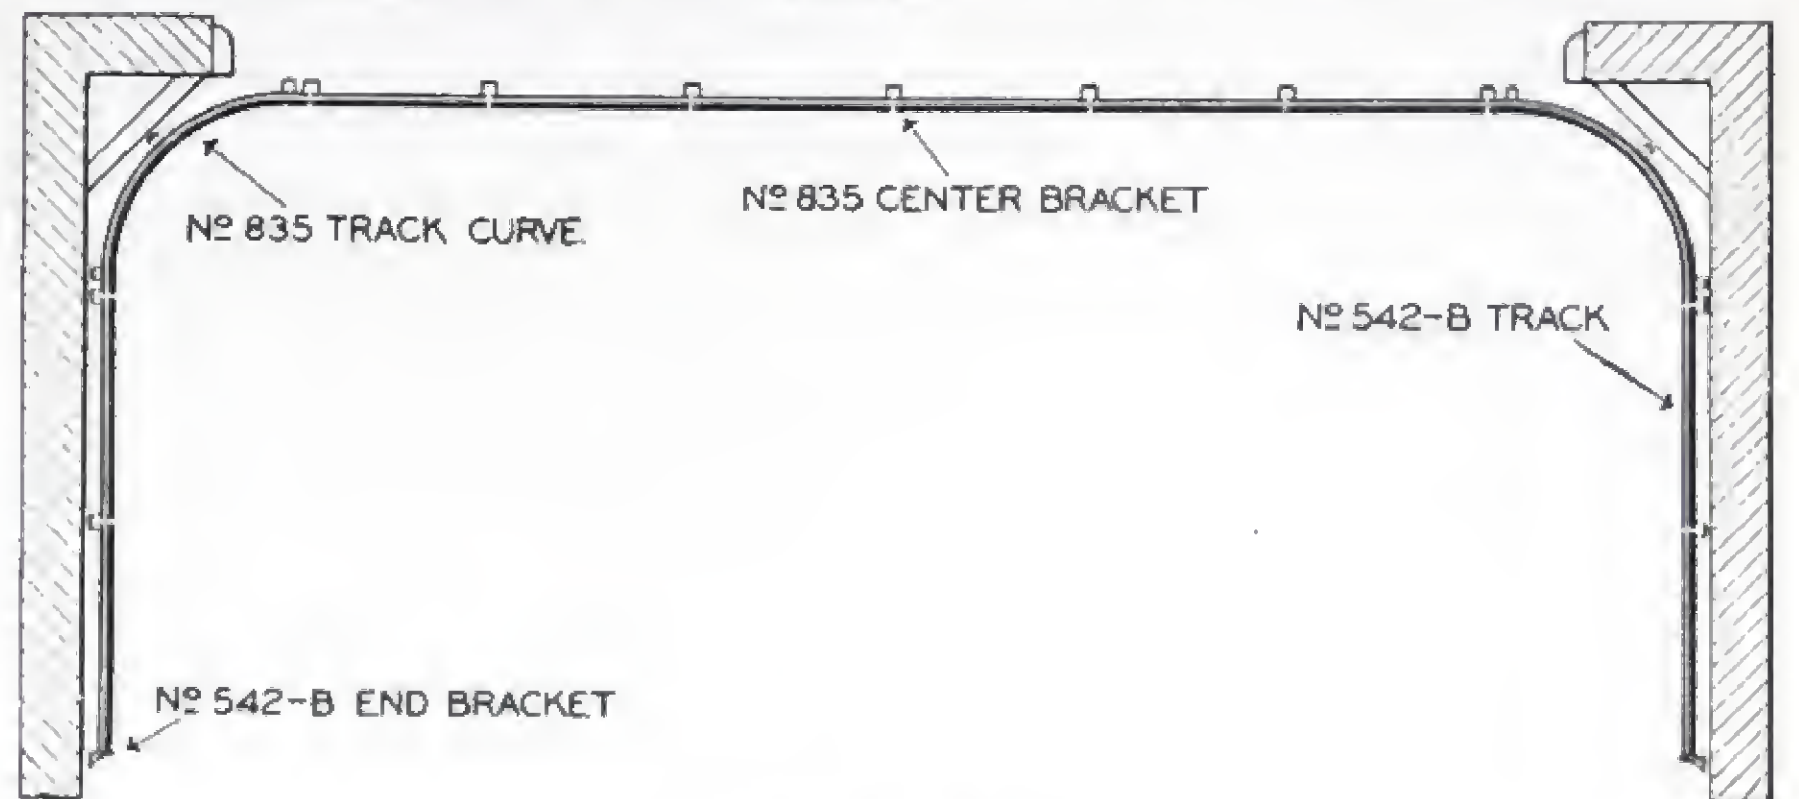 Nº 835 CENTER BRACKET
Nº 835 TRACK CURVE
Nº 542-B TRACK
Nº 542-B END BRACKET